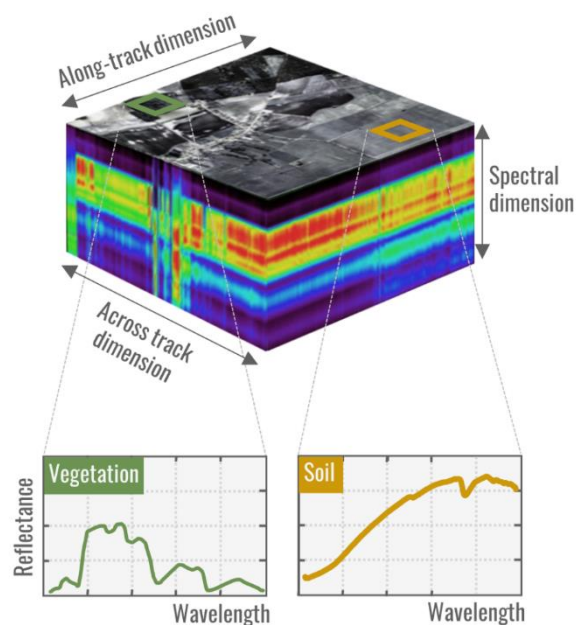 Along-track dimension
Spectral
dimension
Across track
dimension
Vegetation
Soil
Reflectance
Wavelength
Wavelength